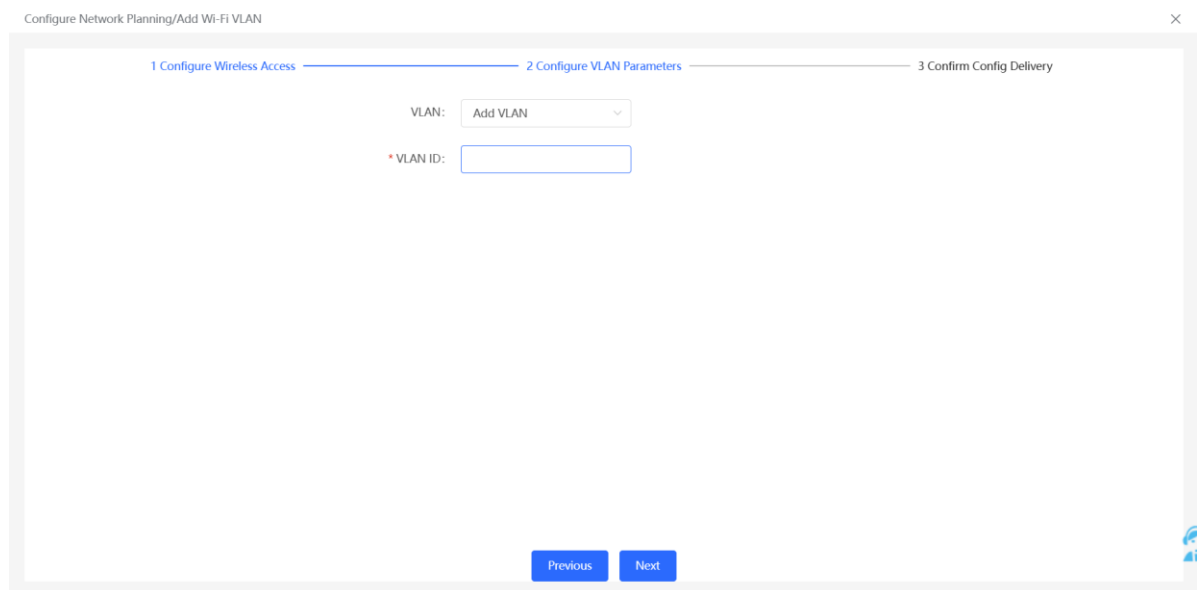 Configure Network Planning/Add Wi-Fi VLAN
1 Configure Wireless Access 2 Configure VLAN Parameters 3 Confirm Config Delivery
VLAN: Add VLAN
* VLAN ID:
Previous Next